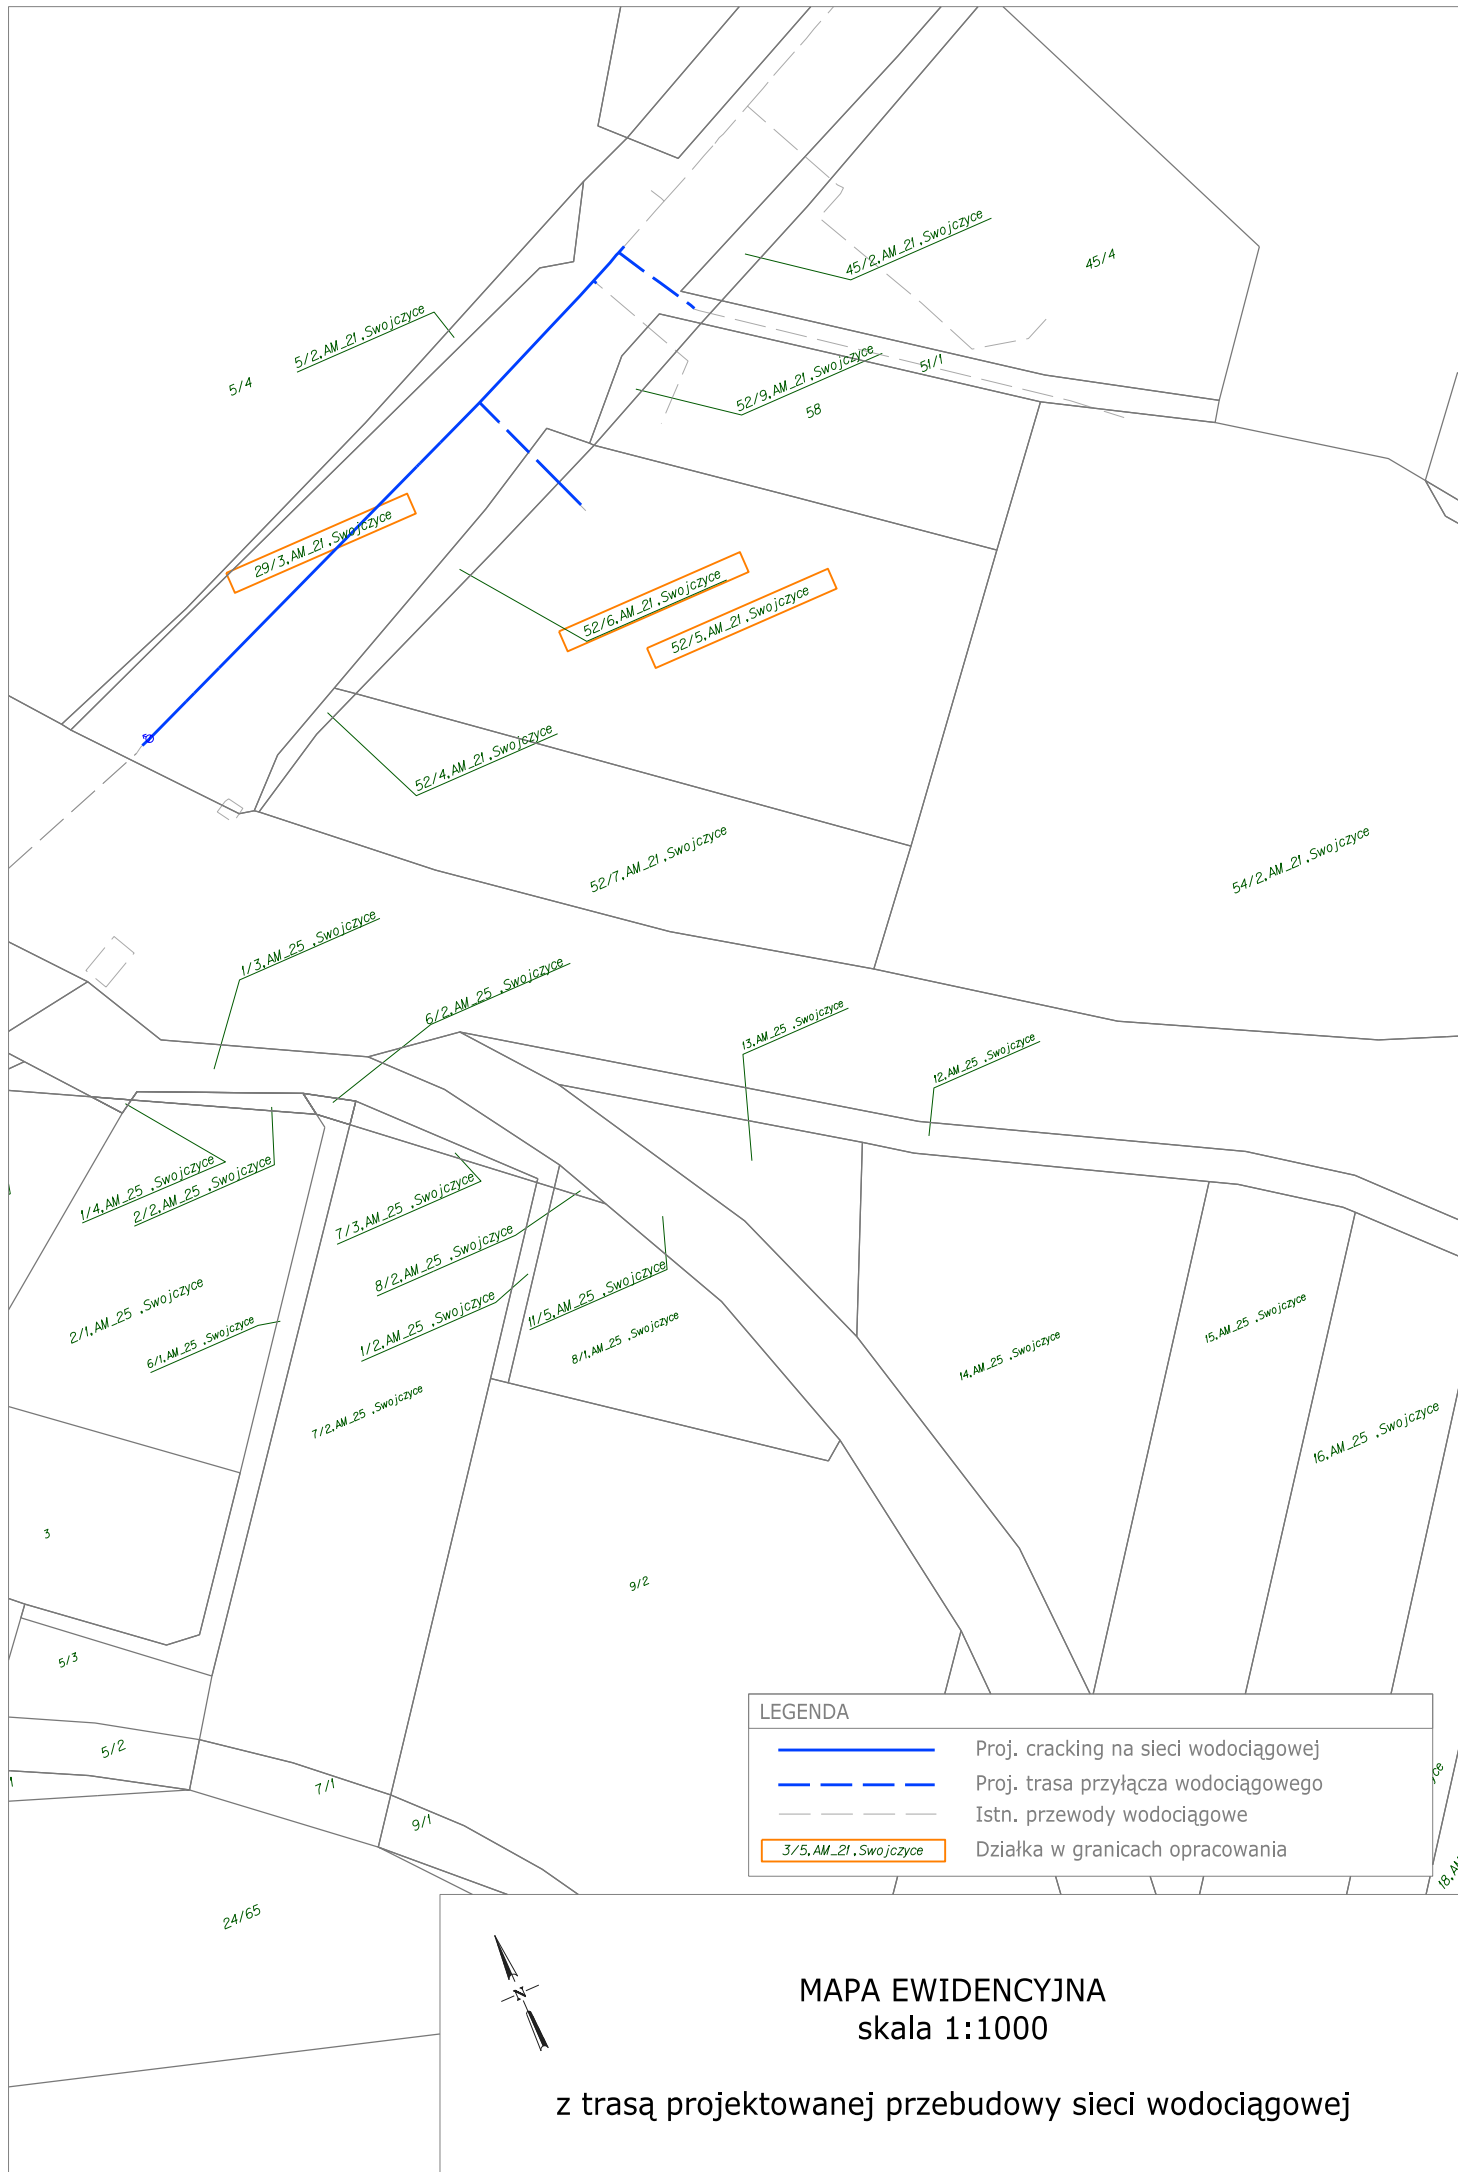 45/2,AM_21,Swojczyce
45/4
5/2,AM_21,Swojczyce
5/4
51/1
52/9,AM_21,Swojczyce
58
29/3,AM_21,Swojczyce
52/6,AM_21,Swojczyce
52/5,AM_21,Swojczyce
52/4,AM_21,Swojczyce
52/7,AM_21,Swojczyce
54/2,AM_21,Swojczyce
1/3,AM_25 ,Swojczyce
6/2,AM_25 ,Swojczyce
13,AM_25 ,Swojczyce
12,AM_25 ,Swojczyce
1/4,AM_25 ,Swojczyce
2/2,AM_25 ,Swojczyce
7/3,AM_25 ,Swojczyce
8/2,AM_25 ,Swojczyce
11/5,AM_25 ,Swojczyce
2/1,AM_25 ,Swojczyce
1/2,AM_25 ,Swojczyce
6/1,AM_25 ,Swojczyce
8/1,AM_25 ,Swojczyce
14,AM_25 ,Swojczyce
15,AM_25 ,Swojczyce
7/2,AM_25 ,Swojczyce
16,AM_25 ,Swojczyce
3
9/2
5/3
5/2
7/1
9/1
24/65
LEGENDA
Proj. cracking na sieci wodociągowej
Proj. trasa przyłącza wodociągowego
Istn. przewody wodociągowe
3/5,AM_21,Swojczyce
Działka w granicach opracowania
18,AM
N
MAPA EWIDENCYJNA
skala 1:1000
z trasą projektowanej przebudowy sieci wodociągowej